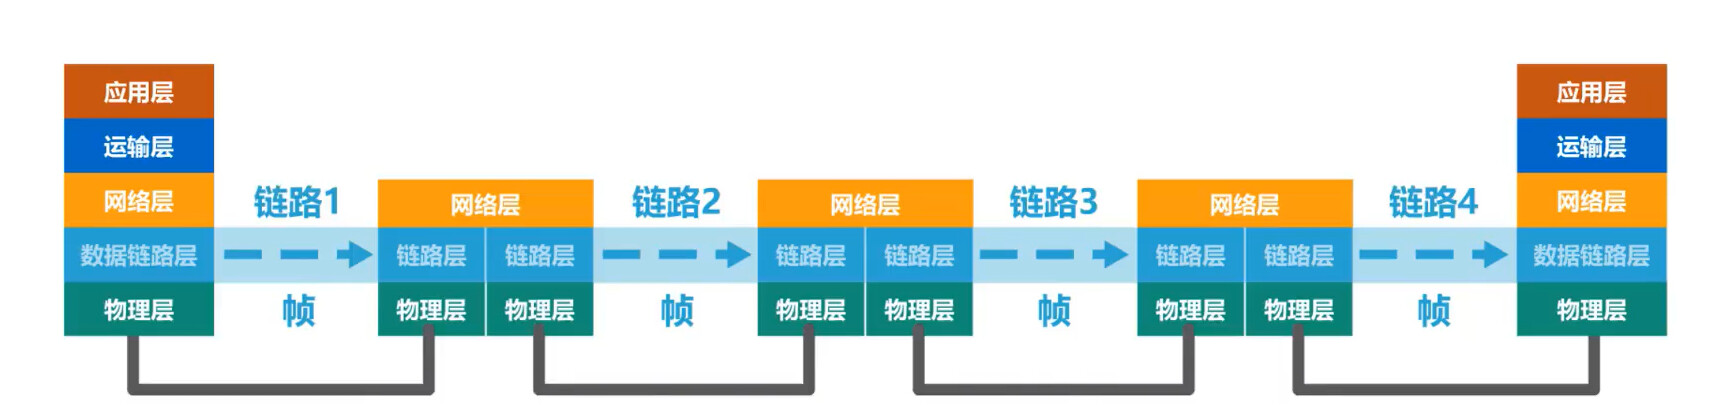 应用层
应用层
运输层
运输层
网络层 链路1 网络层 链路2 网络层 链路3 网络层 链路4 网络层
数据链路层 链路层 链路层 链路层 链路层 链路层 链路层 数据链路层
物理层 帧 物理层 物理层 帧 物理层 物理层 帧 物理层 物理层 帧 物理层